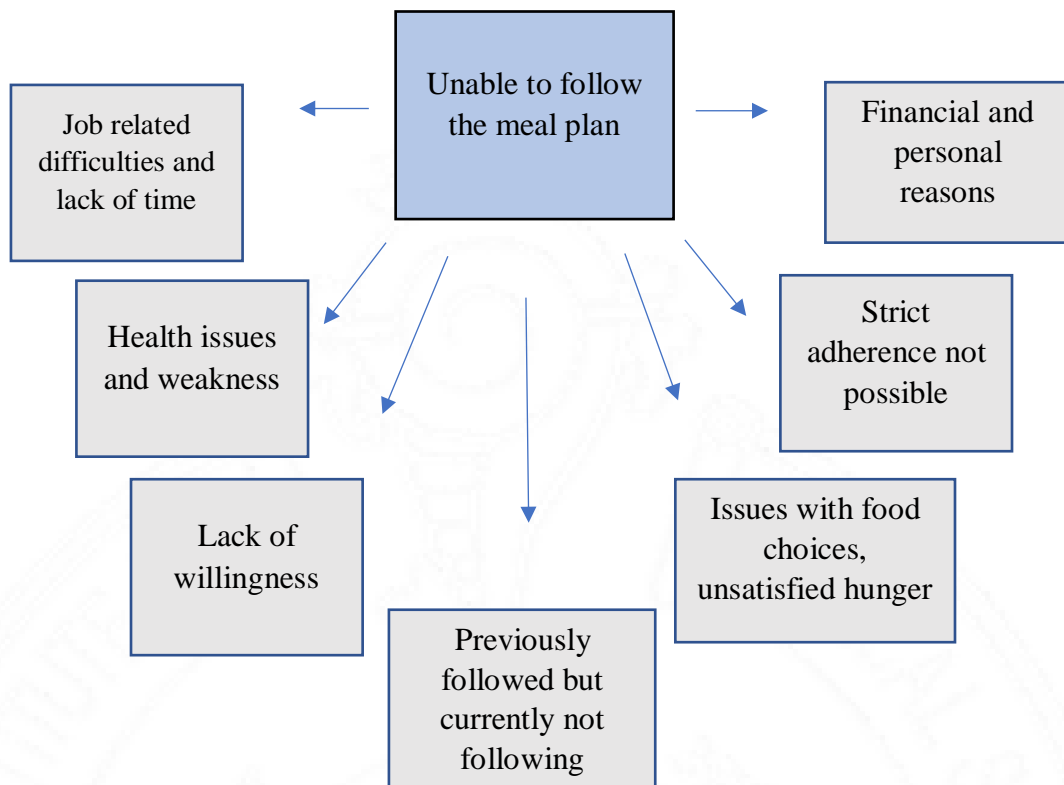 Unable to follow
the meal plan
Job related
difficulties and
lack of time
Financial and
personal
reasons
Health issues
and weakness
Strict
adherence not
possible
Lack of
willingness
Issues with food
choices,
unsatisfied hunger
Previously
followed but
currently not
following